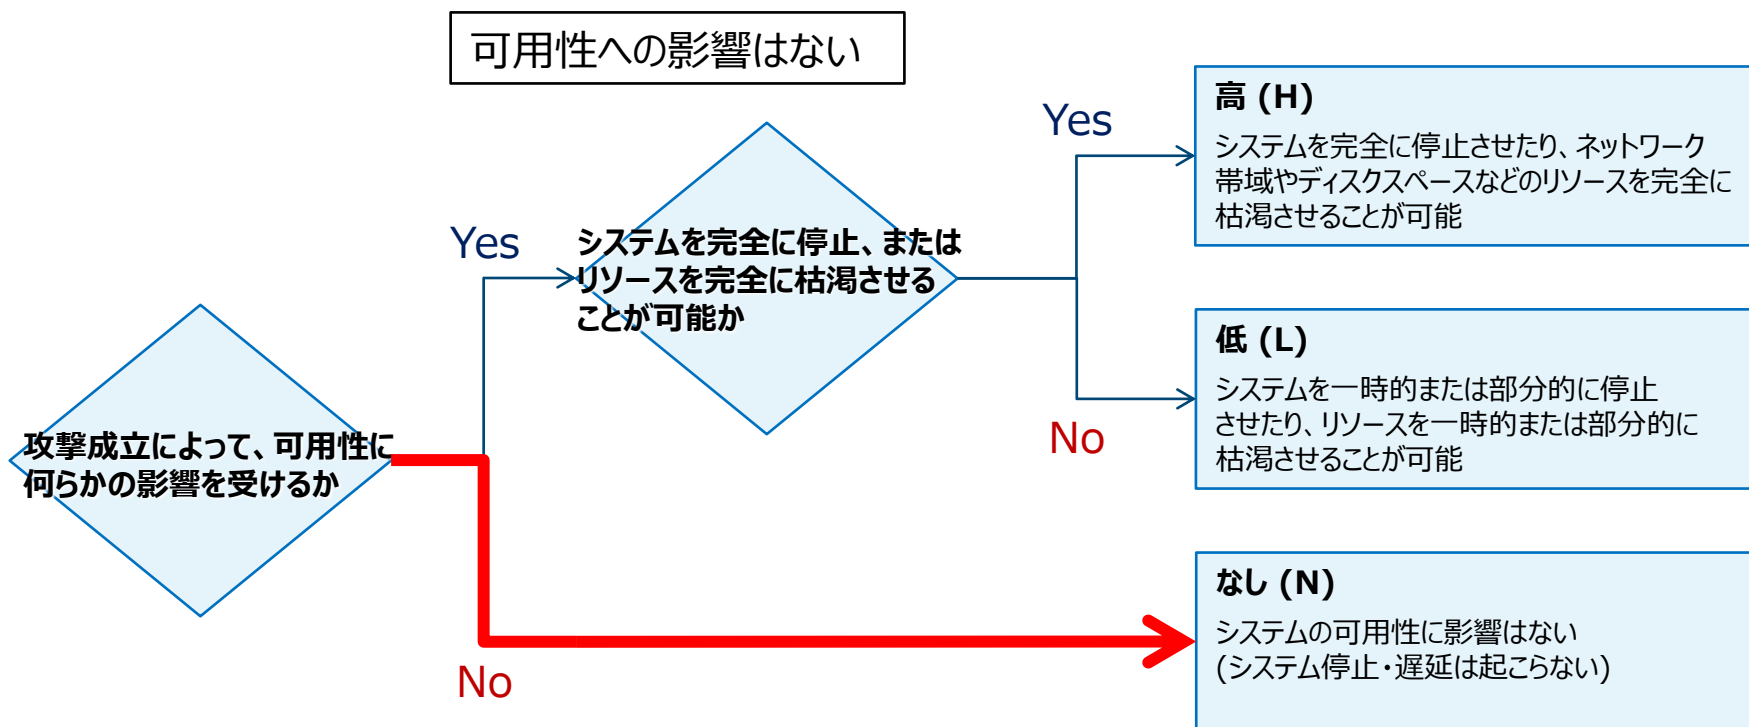 可用性への影響はない
Yes
高 (H)
システムを完全に停止させたり、ネットワーク
帯域やディスクスペースなどのリソースを完全に
枯渇させることが可能
Yes
システムを完全に停止、または
リソースを完全に枯渇させる
ことが可能か
低 (L)
システムを一時的または部分的に停止
させたり、リソースを一時的または部分的に
枯渇させることが可能
No
攻撃成立によって、可用性に
何らかの影響を受けるか
なし (N)
システムの可用性に影響はない
(システム停止・遅延は起こらない)
No